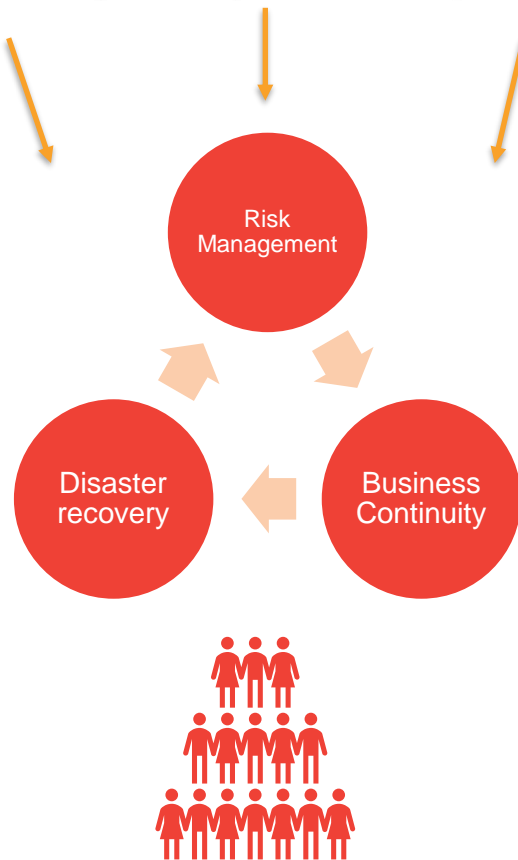 Risk
Management
Disaster
recovery
Business
Continuity